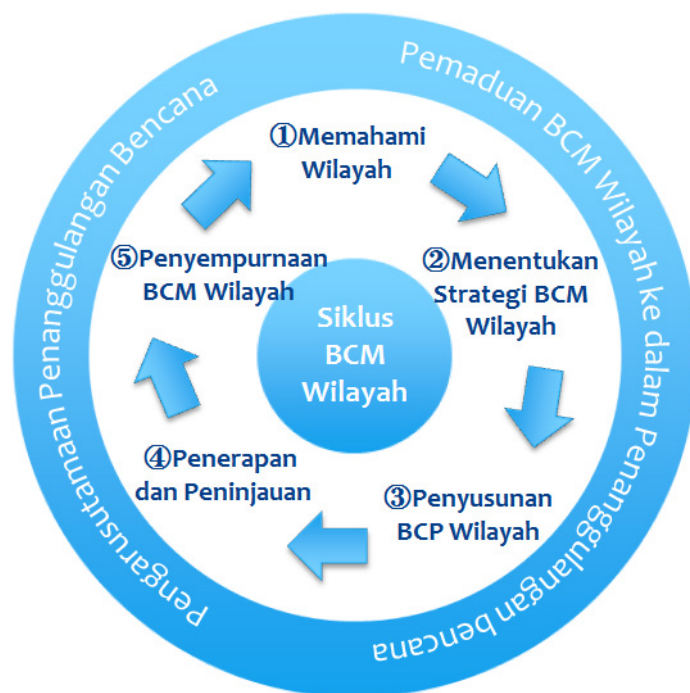 Pengarusutamaan Penanggulangan Bencana
Pemaduan BCM Wilayah ke dalam Penanggulangan bencana
①Memahami
Wilayah
②Menentukan
Strategi BCM
Wilayah
③Penyusunan
BCP Wilayah
④Penerapan
dan Peninjauan
⑤Penyempurnaan
BCM Wilayah
Siklus
BCM
Wilayah